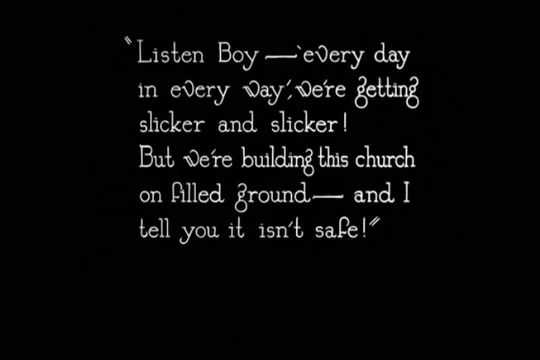 "Listen Boy — 'every day
in every way', we're getting
slicker and slicker!
But we're building this church
on filled ground — and I
tell you it isn't safe!"